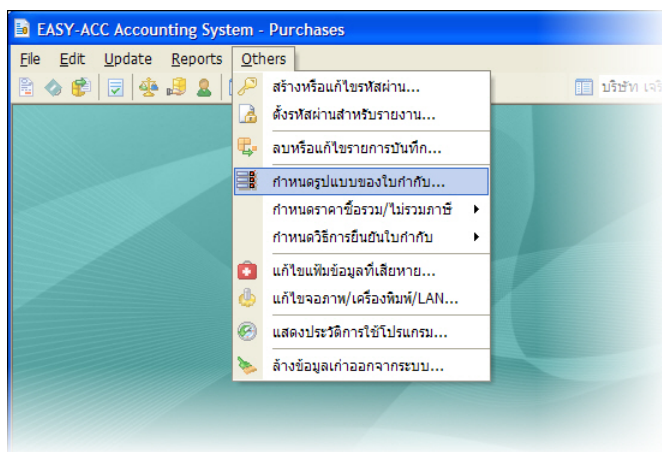 EASY-ACC Accounting System - Purchases
File Edit Update Reports Others
บริษัท เจริ
สร้างหรือแก้ไขรหัสผ่าน...
ตั้งรหัสผ่านสำหรับรายงาน...
ลบหรือแก้ไขรายการบันทึก...
กำหนดรูปแบบของใบกำกับ...
กำหนดราคาซื้อรวม/ไม่รวมภาษี
กำหนดวิธีการยืนยันใบกำกับ
แก้ไขแฟ้มข้อมูลที่เสียหาย...
แก้ไขจอภาพ/เครื่องพิมพ์/LAN...
แสดงประวัติการใช้โปรแกรม...
ล้างข้อมูลเก่าออกจากระบบ...